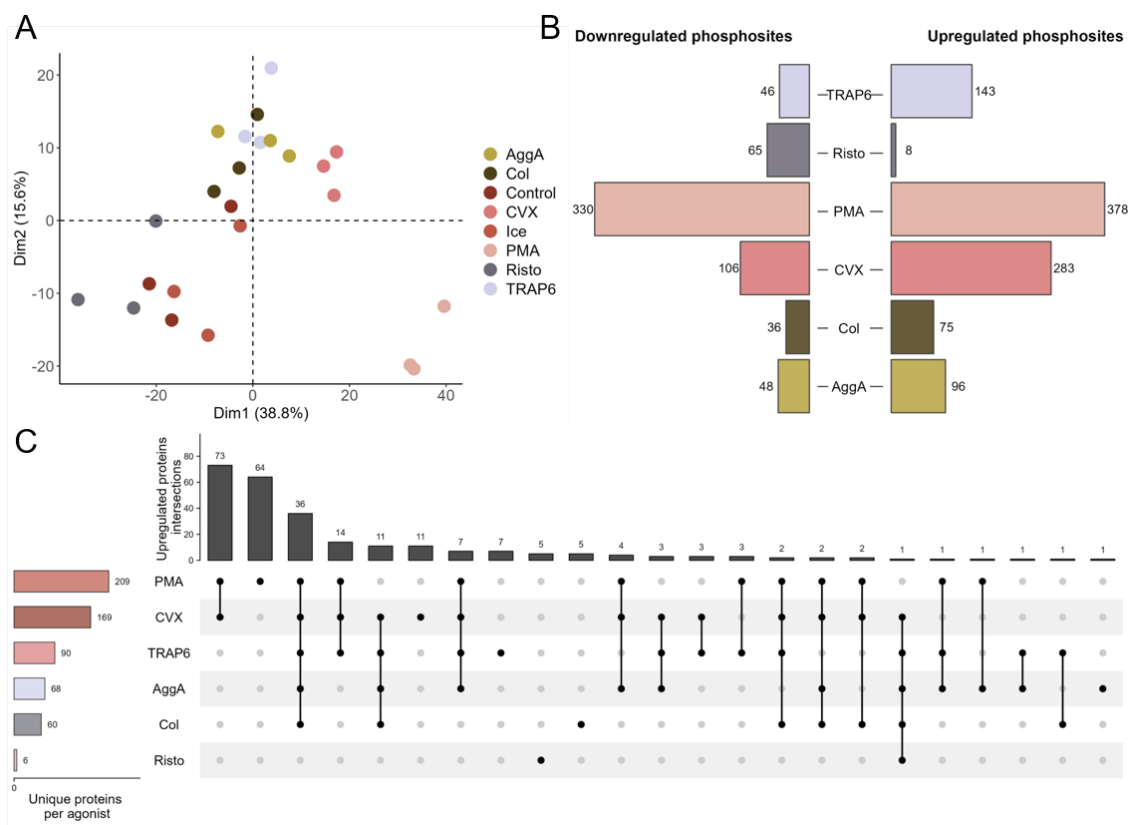 A
20
10
0
-10
-20
Dim2 (15.6%)
-20
0
20
40
Dim1 (38.8%)
AggA
Col
Control
CVX
Ice
PMA
Risto
TRAP6
B
Downregulated phosphosites
Upregulated phosphosites
46
TRAP6
143
65
Risto
8
330
PMA
378
106
CVX
283
36
Col
75
48
AggA
96
C
Upregulated proteins
intersections
80
60
40
20
0
73
64
36
14
11
11
7
7
5
5
4
3
3
3
2
2
2
1
1
1
1
1
1
209
PMA
169
CVX
90
TRAP6
68
AggA
60
Col
6
Risto
0
Unique proteins
per agonist